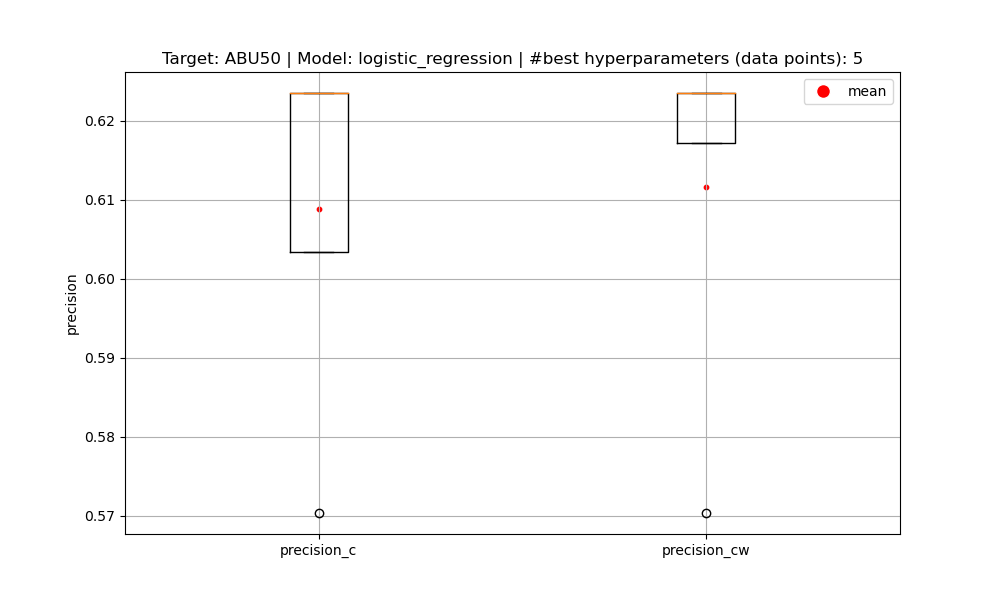 Target: ABU50 | Model: logistic_regression | #best hyperparameters (data points): 5
mean
0.62
0.61
0.60
0.59
0.58
0.57
precision
precision_c
precision_cw